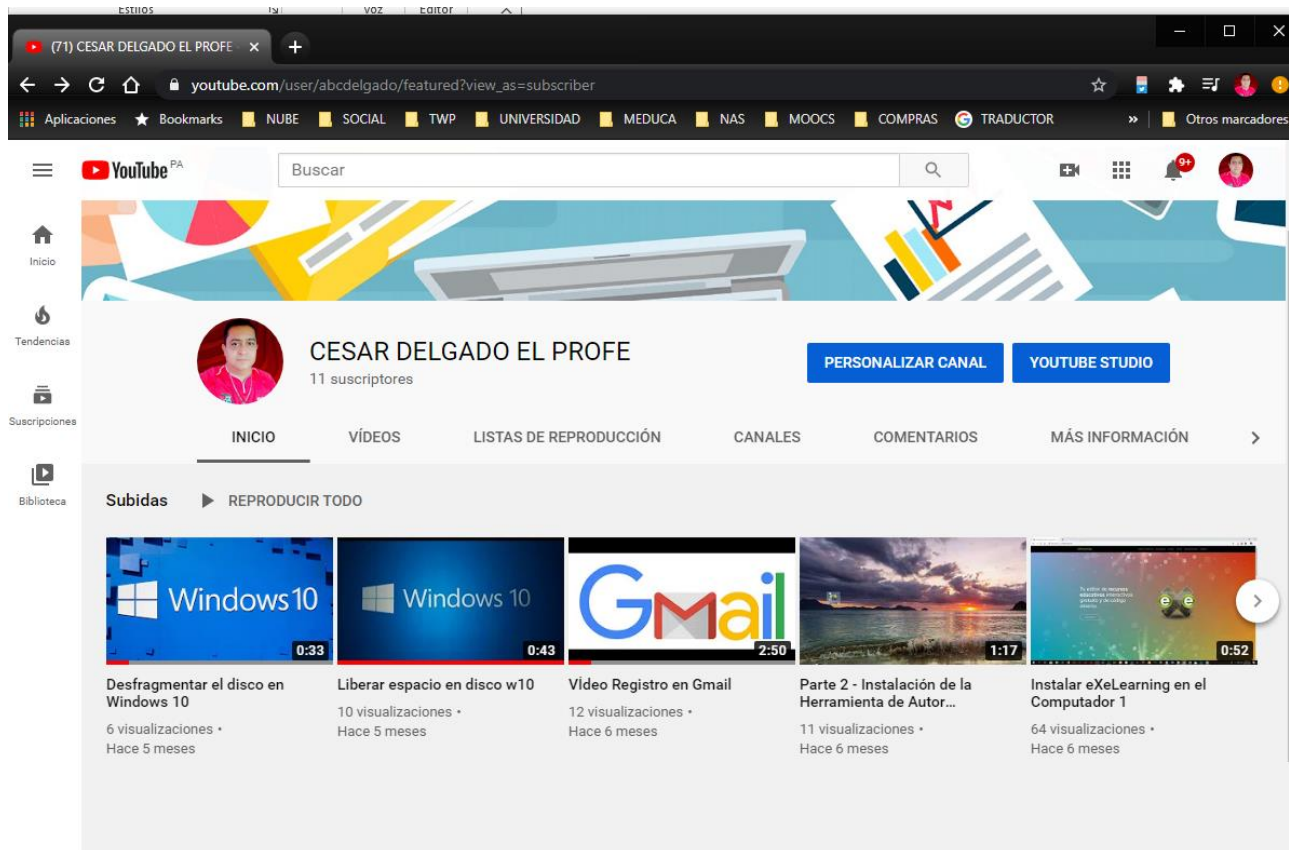 Estilos Voz Editor
(71) CESAR DELGADO EL PROFE -
youtube.com/user/abcdelgado/featured?view_as=subscriber
Aplicaciones Bookmarks NUBE SOCIAL TWP UNIVERSIDAD MEDUCA NAS MOOCS COMPRAS TRADUCTOR » Otros marcadores
YouTube PA Buscar 9+
Inicio
Tendencias
Suscripciones
Biblioteca
CESAR DELGADO EL PROFE
11 suscriptores
PERSONALIZAR CANAL YOUTUBE STUDIO
INICIO VÍDEOS LISTAS DE REPRODUCCIÓN CANALES COMENTARIOS MÁS INFORMACIÓN
Subidas REPRODUCIR TODO
Windows 10 0:33
Windows 10 0:43
Gmail 2:50
1:17
exe 0:52
Desfragmentar el disco en
Windows 10
6 visualizaciones •
Hace 5 meses
Liberar espacio en disco w10
10 visualizaciones •
Hace 5 meses
VÍdeo Registro en Gmail
12 visualizaciones •
Hace 6 meses
Parte 2 - Instalación de la
Herramienta de Autor...
11 visualizaciones •
Hace 6 meses
Instalar eXeLearning en el
Computador 1
64 visualizaciones •
Hace 6 meses